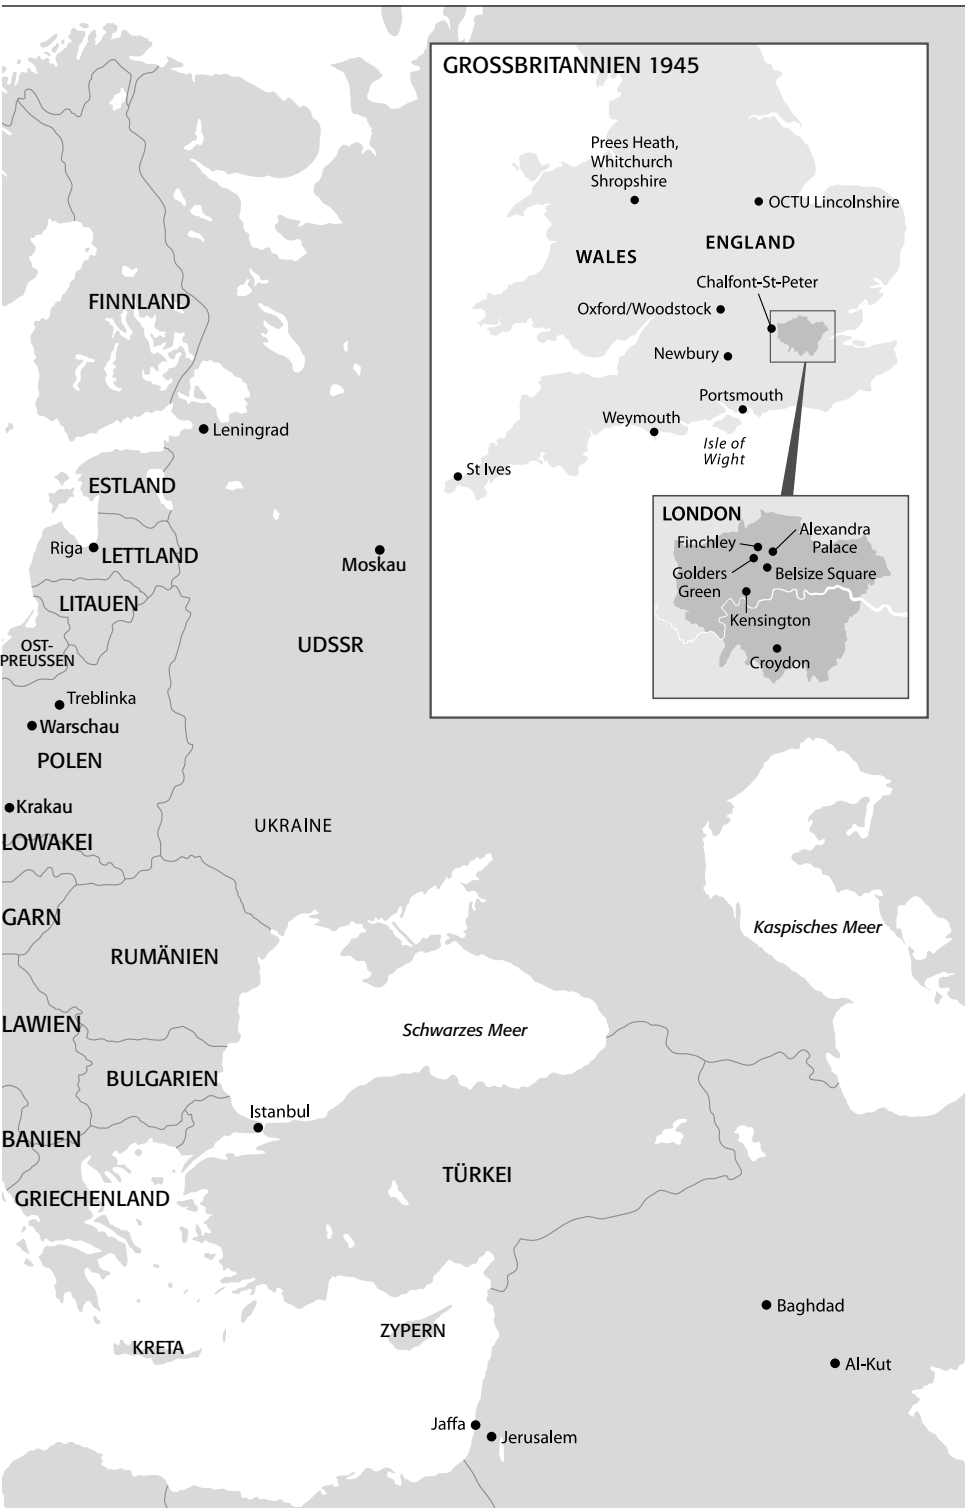 GROSSBRITANNIEN 1945
Prees Heath,
Whitchurch
Shropshire
OCTU Lincolnshire
WALES
ENGLAND
Chalfont-St-Peter
Oxford/Woodstock
Newbury
Portsmouth
Weymouth
Isle of
Wight
St Ives
LONDON
Finchley
Alexandra
Palace
Golders
Green
Belsize Square
Kensington
Croydon
FINNLAND
Leningrad
ESTLAND
Riga
LETTLAND
Moskau
LITAUEN
OST-
PREUSSEN
UDSSR
Treblinka
Warschau
POLEN
Krakau
UKRAINE
LOWAKEI
GARN
RUMÄNIEN
Kaspisches Meer
LAWIEN
Schwarzes Meer
BULGARIEN
Istanbul
BANIEN
TÜRKEI
GRIECHENLAND
Baghdad
ZYPERN
KRETA
Al-Kut
Jaffa
Jerusalem